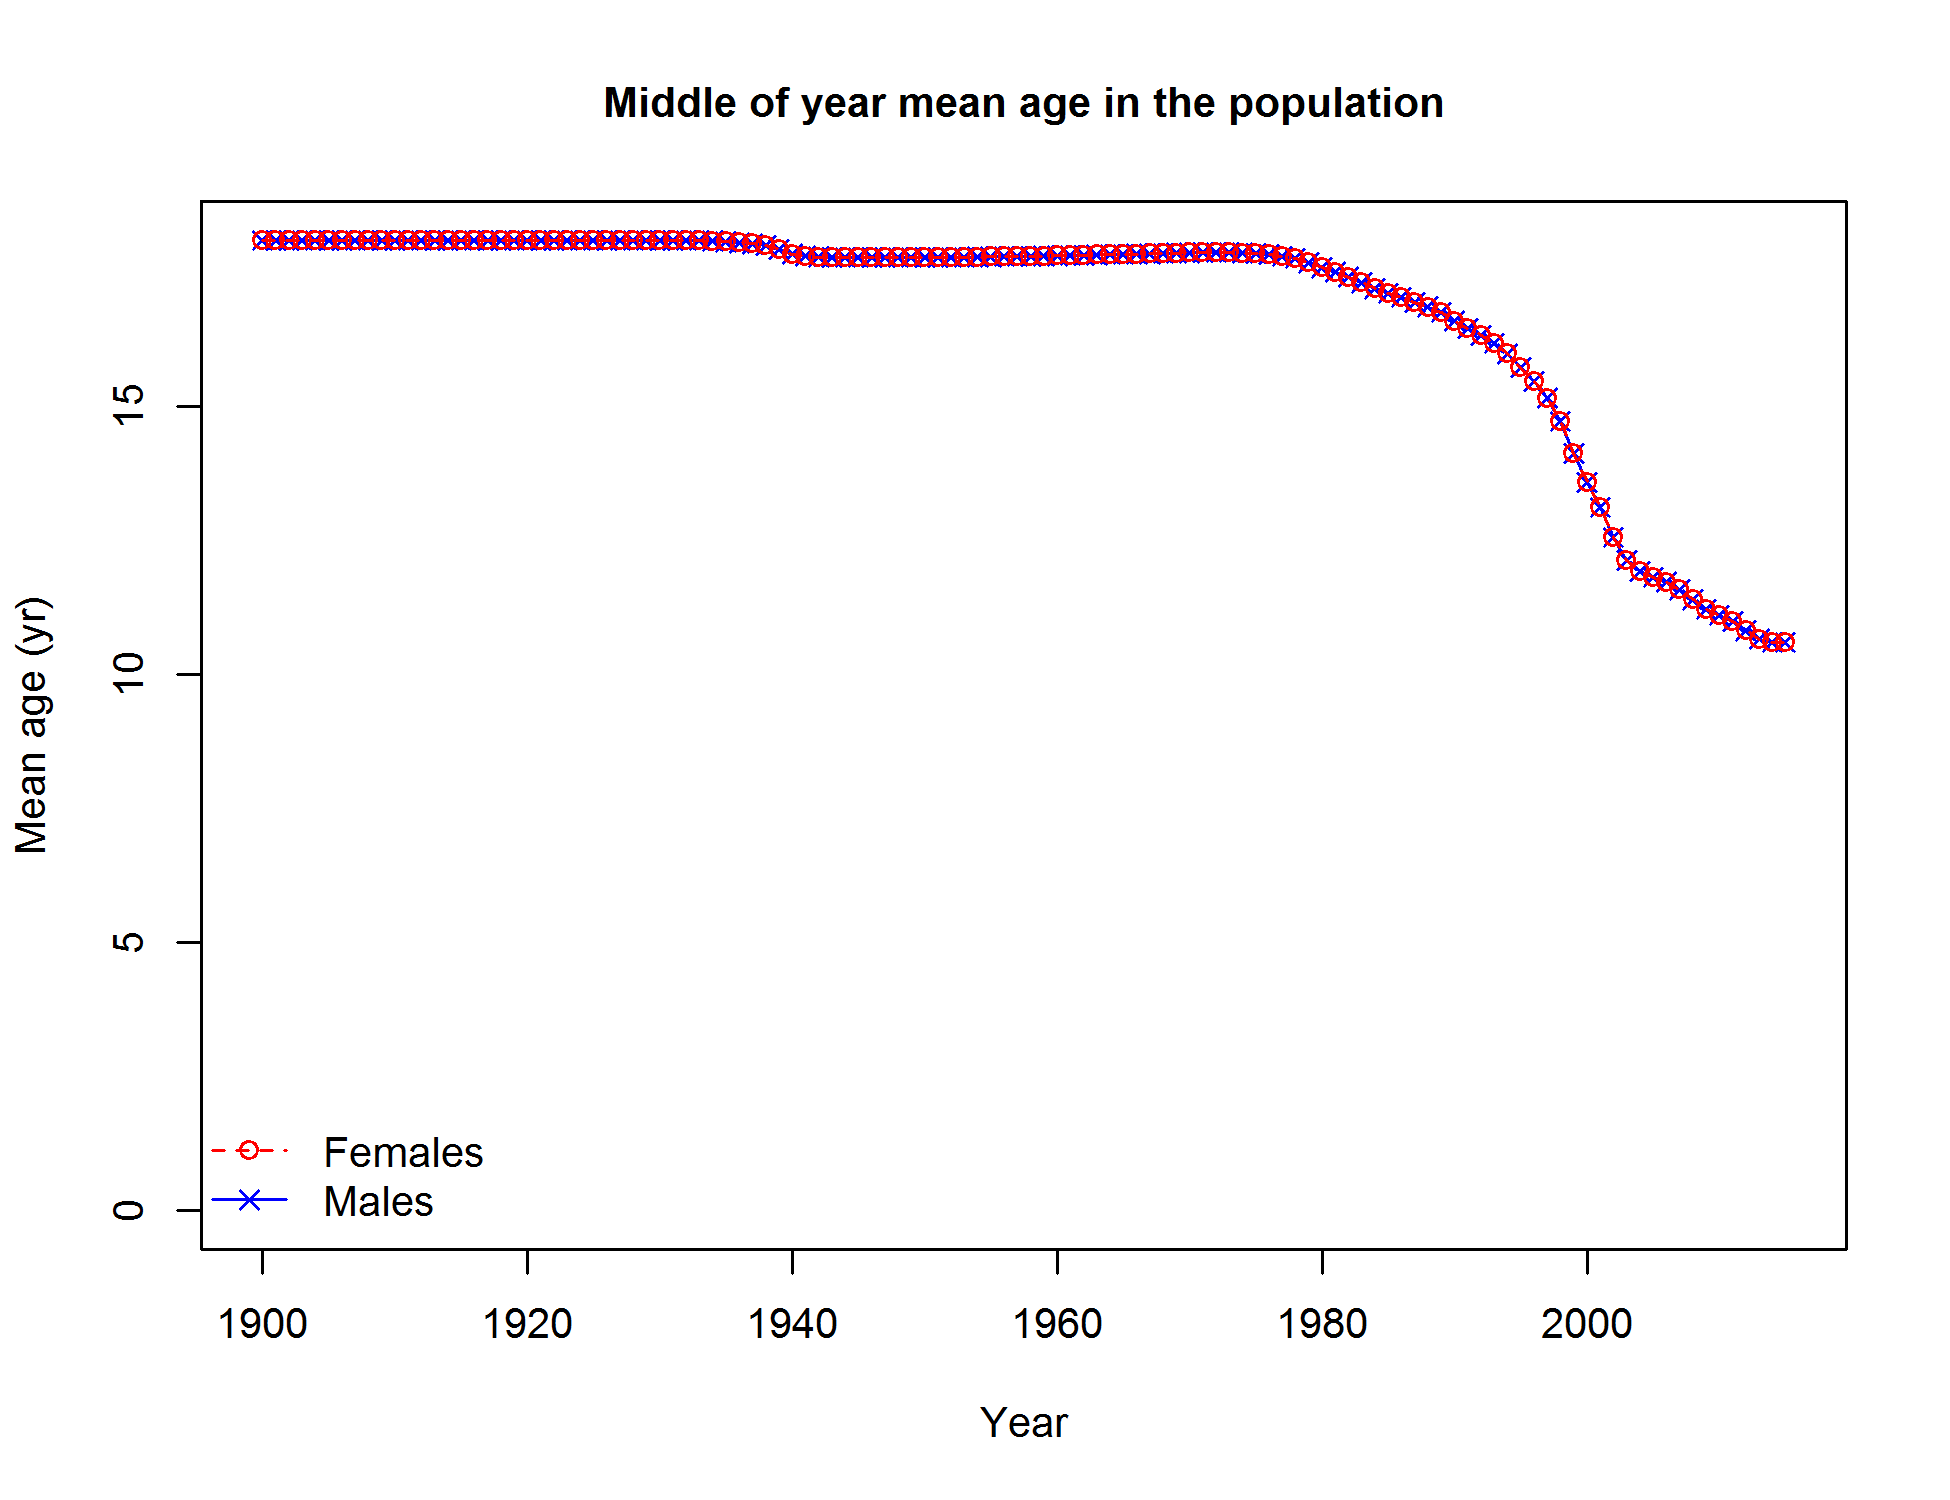 Middle of year mean age in the population
Mean age (yr)
15
10
5
0
Females
Males
1900 1920 1940 1960 1980 2000
Year